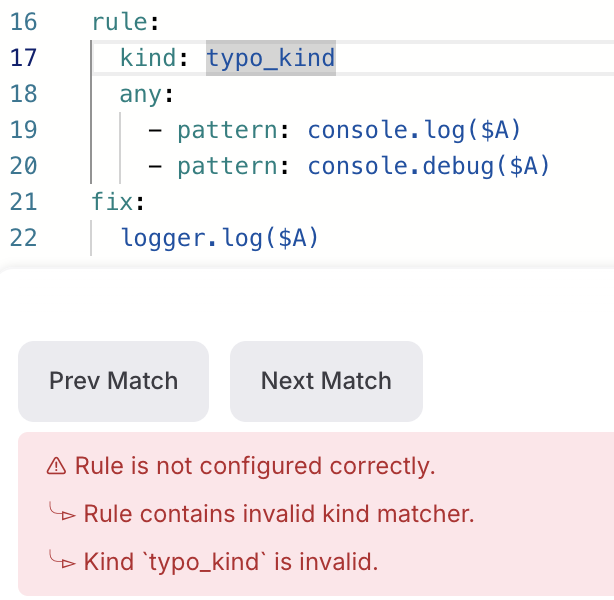 16 rule:
17 kind: typo_kind
18 any:
19 - pattern: console.log($A)
20 - pattern: console.debug($A)
21 fix:
22 logger.log($A)
Prev Match Next Match
⚠ Rule is not configured correctly.
Rule contains invalid kind matcher.
Kind `typo_kind` is invalid.